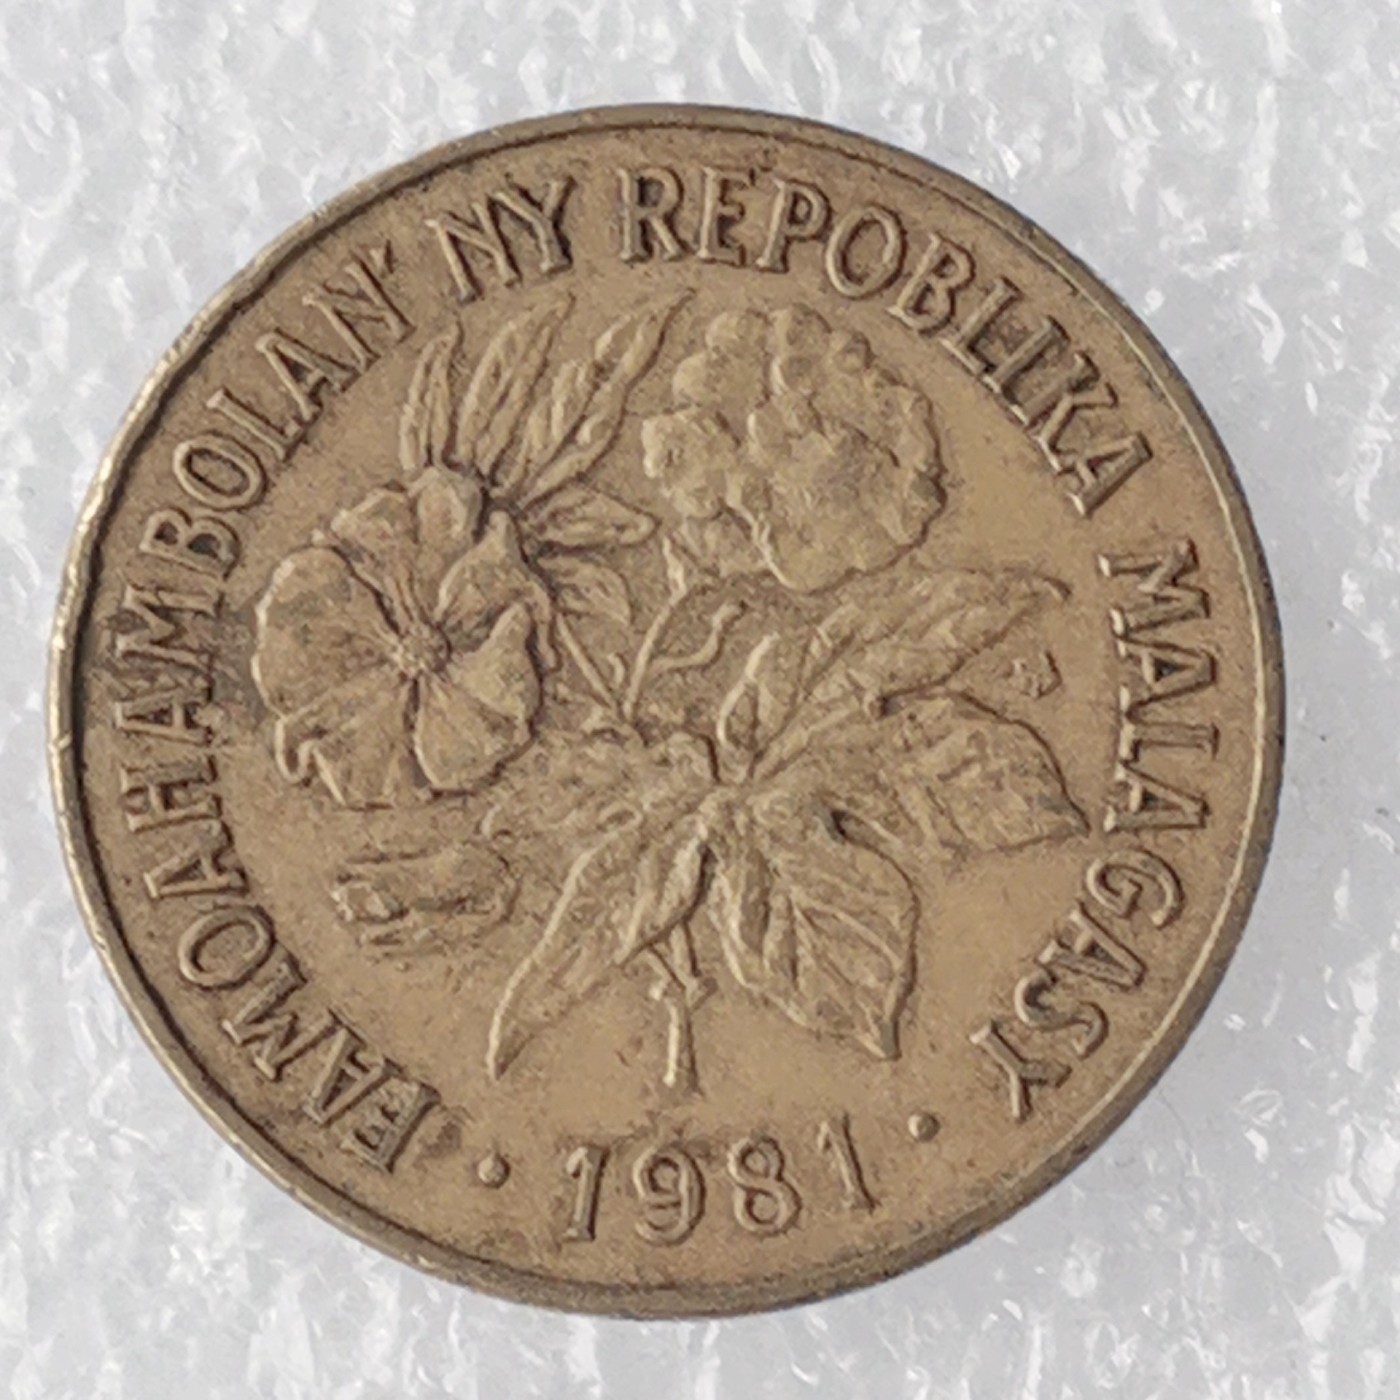 FAMOAHAMBOLAN' NY REPOBLIKA MALAGASY
· 1981 ·